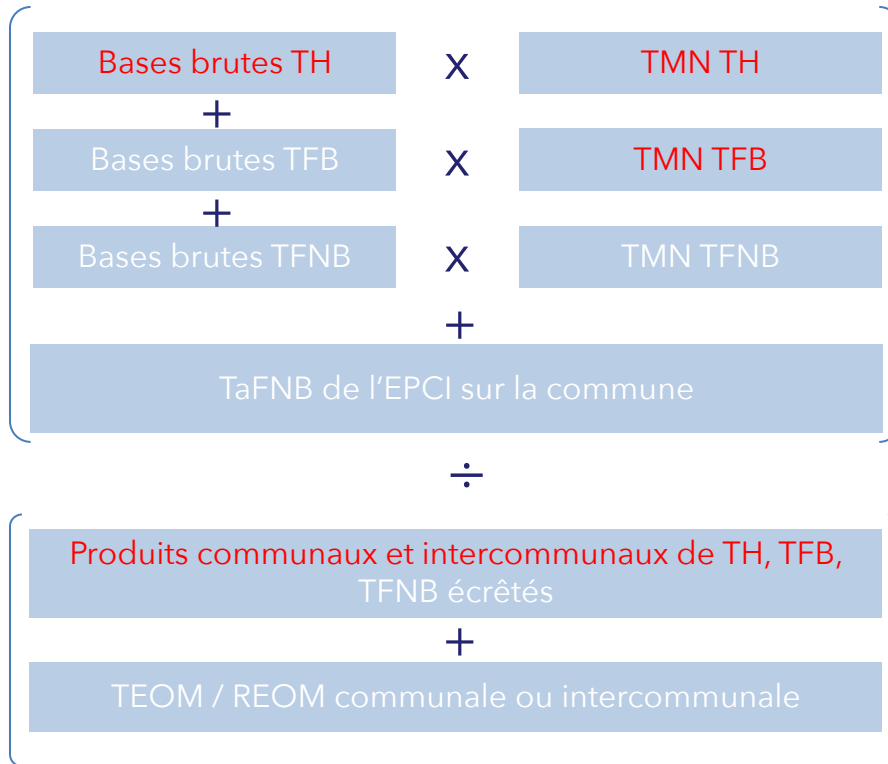 Bases brutes TH x TMN TH
+
Bases brutes TFB x TMN TFB
+
Bases brutes TFNB x TMN TFNB
+
TaFNB de l'EPCI sur la commune
÷
Produits communaux et intercommunaux de TH, TFB,
TFNB écrêtés
+
TEOM / REOM communale ou intercommunale